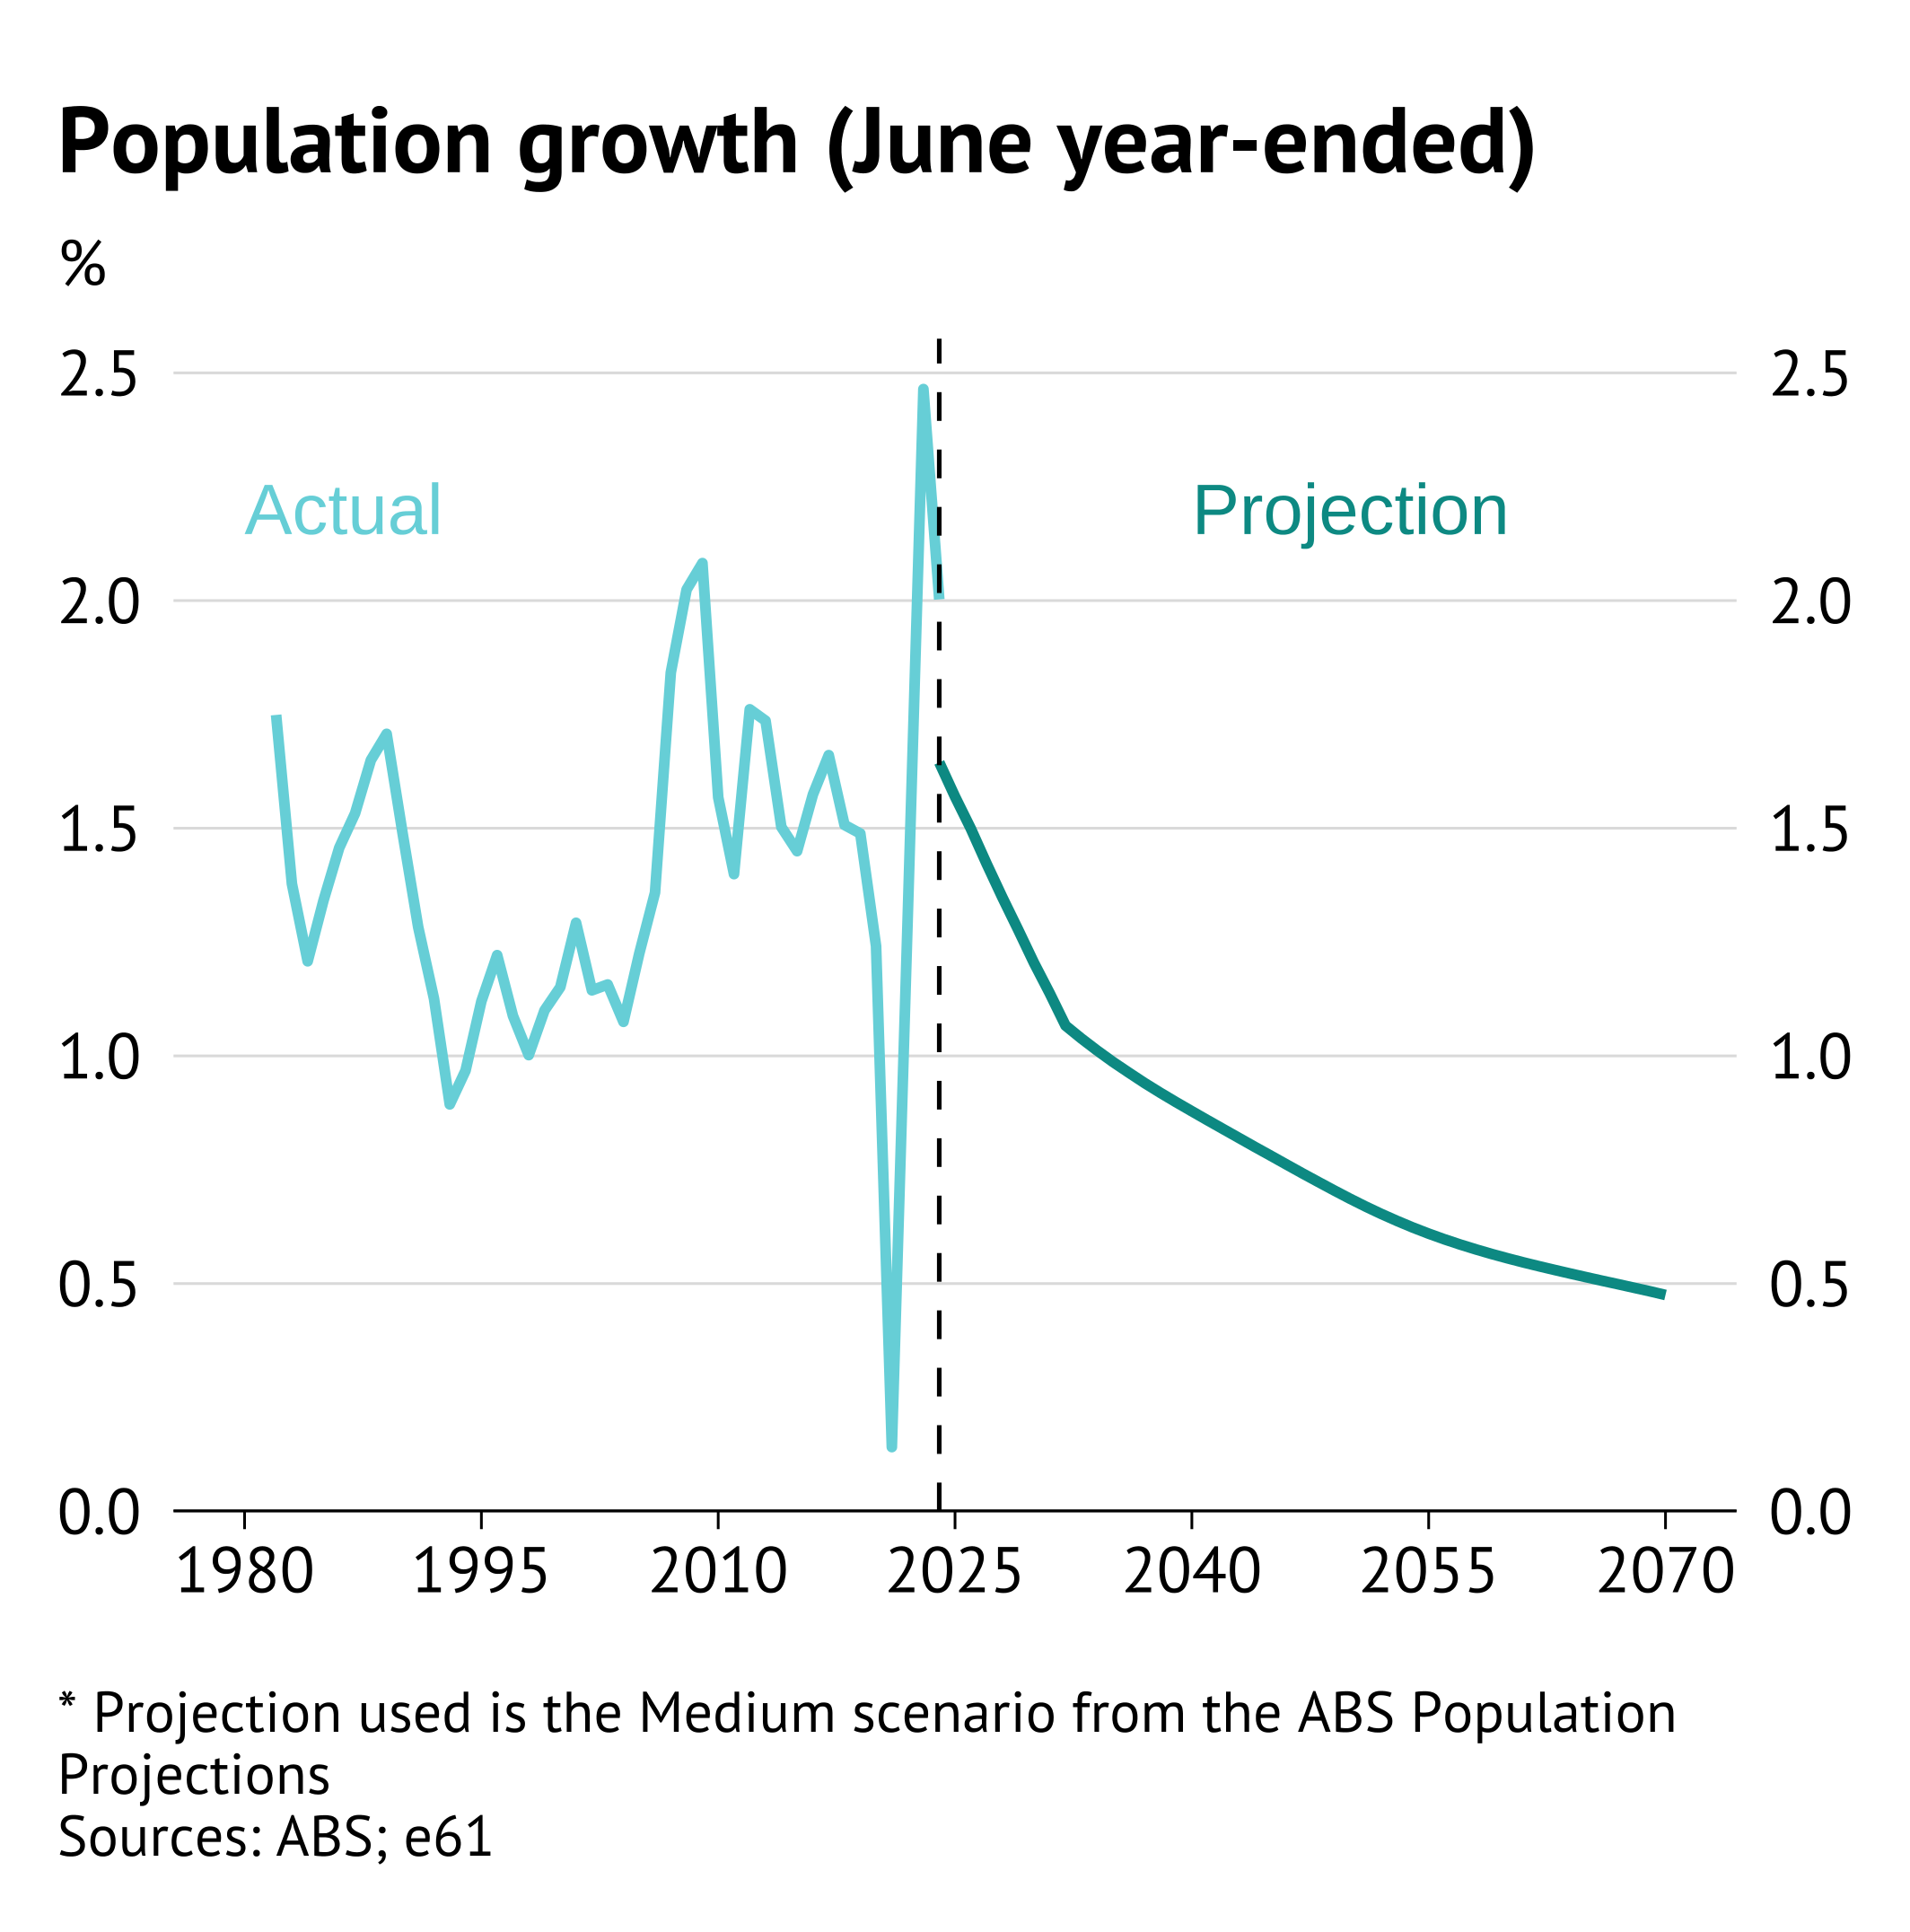 Population growth (June year-ended)
%
2.5 2.5
Actual Projection
2.0 2.0
1.5 1.5
1.0 1.0
0.5 0.5
0.0 0.0
1980 1995 2010 2025 2040 2055 2070
* Projection used is the Medium scenario from the ABS Population
Projections
Sources: ABS; e61